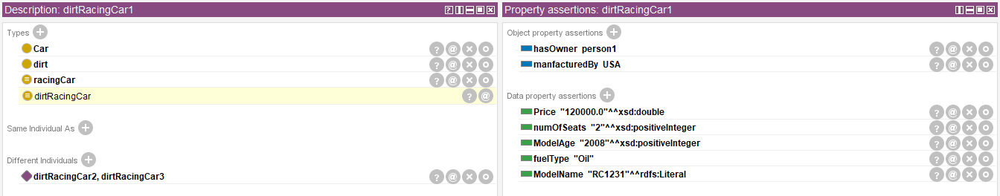 Description: dirtRacingCar1
Types
Car
dirt
racingCar
dirtRacingCar
Same Individual As
Different Individuals
dirtRacingCar2, dirtRacingCar3
Property assertions: dirtRacingCar1
Object property assertions
hasOwner person1
manfacturedBy USA
Data property assertions
Price "120000.0"^^xsd:double
numOfSeats "2"^^xsd:positiveInteger
ModelAge "2008"^^xsd:positiveInteger
fuelType "Oil"
ModelName "RC1231"^^rdfs:Literal